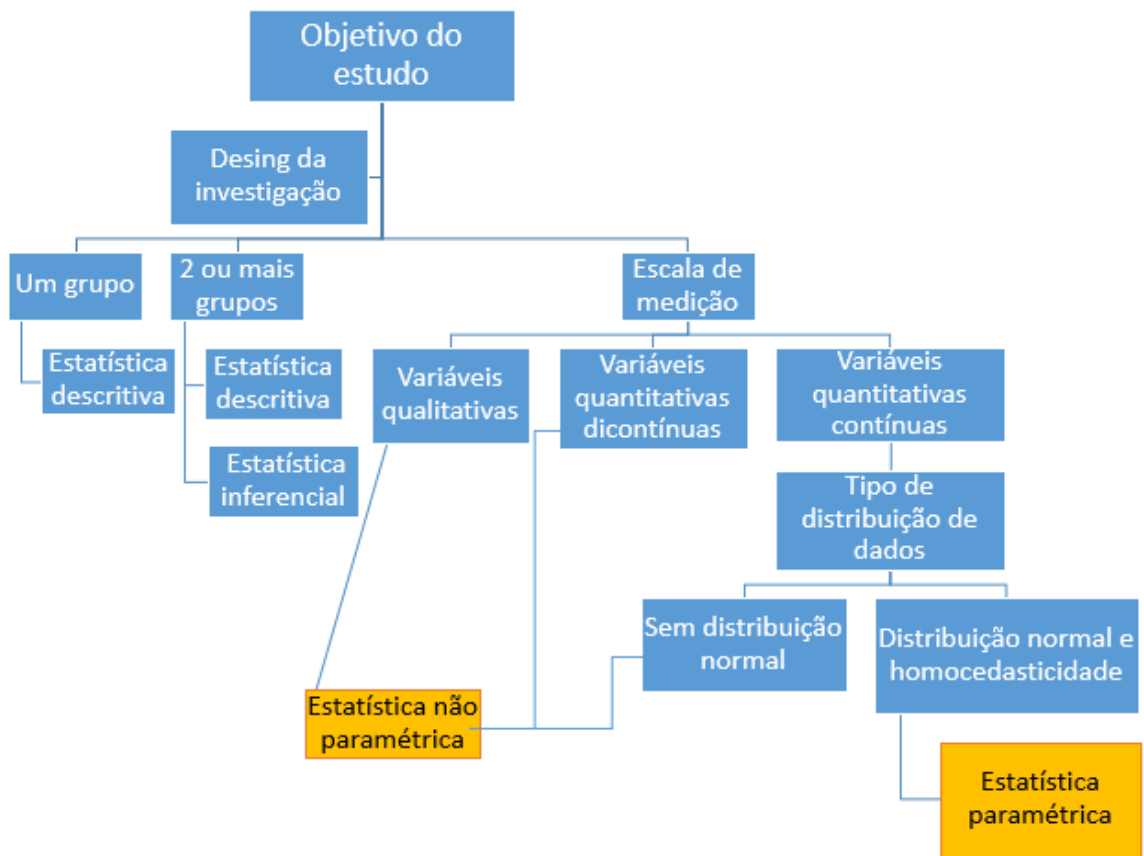 Objetivo do
estudo
Desing da
investigação
Um grupo
2 ou mais
grupos
Escala de
medição
Estatística
descritiva
Estatística
descritiva
Estatística
inferencial
Variáveis
qualitativas
Variáveis
quantitativas
dicontínuas
Variáveis
quantitativas
contínuas
Tipo de
distribuição de
dados
Sem distribuição
normal
Distribuição normal e
homocedasticidade
Estatística não
paramétrica
Estatística
paramétrica